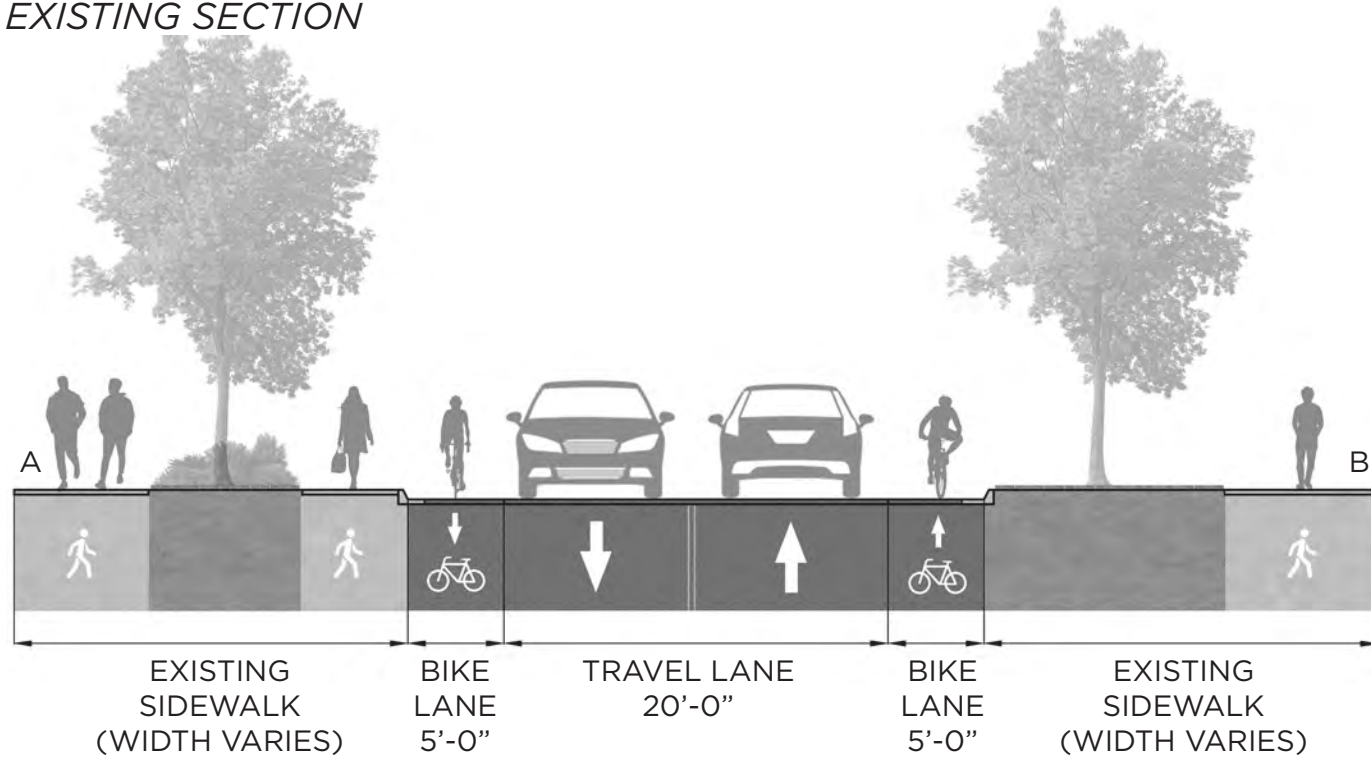 EXISTING SECTION
A
B
EXISTING
SIDEWALK
(WIDTH VARIES)
BIKE
LANE
5’-0”
TRAVEL LANE
20’-0”
BIKE
LANE
5’-0”
EXISTING
SIDEWALK
(WIDTH VARIES)